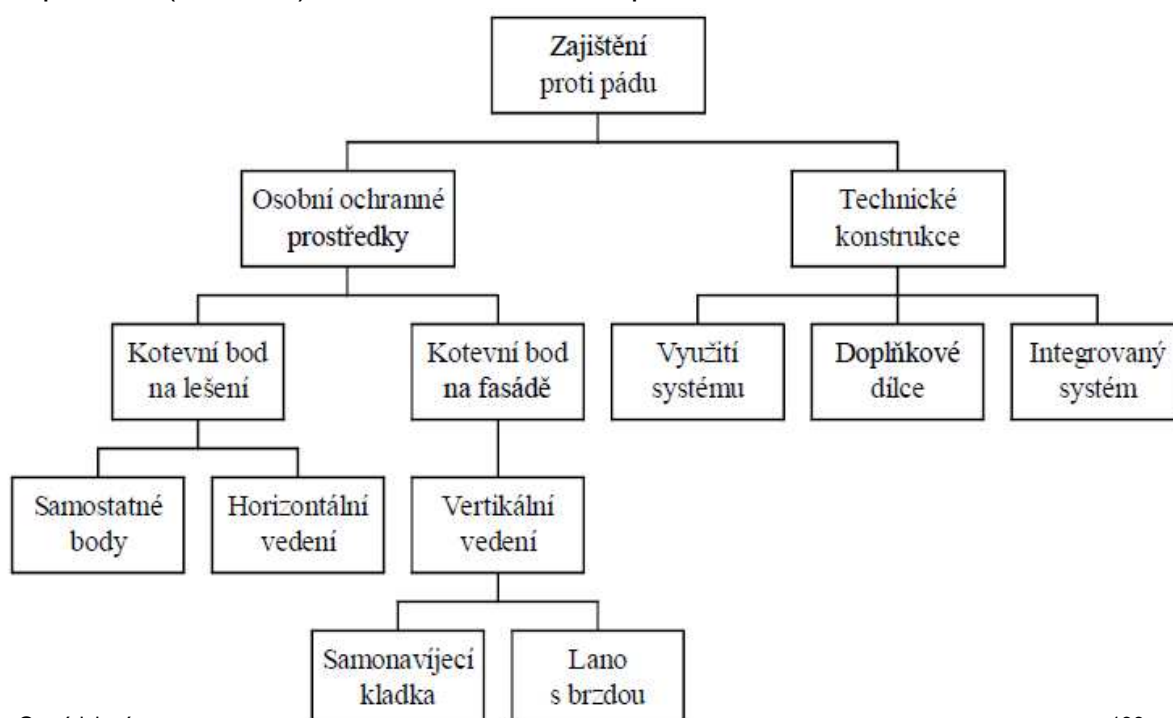 Zajištění
proti pádu
Osobní ochranné
prostředky
Technické
konstrukce
Kotevní bod
na lešení
Kotevní bod
na fasádě
Využití
systému
Doplňkové
dílce
Integrovaný
systém
Samostatné
body
Horizontální
vedení
Vertikální
vedení
Samonavíjecí
kladka
Lano
s brzdou